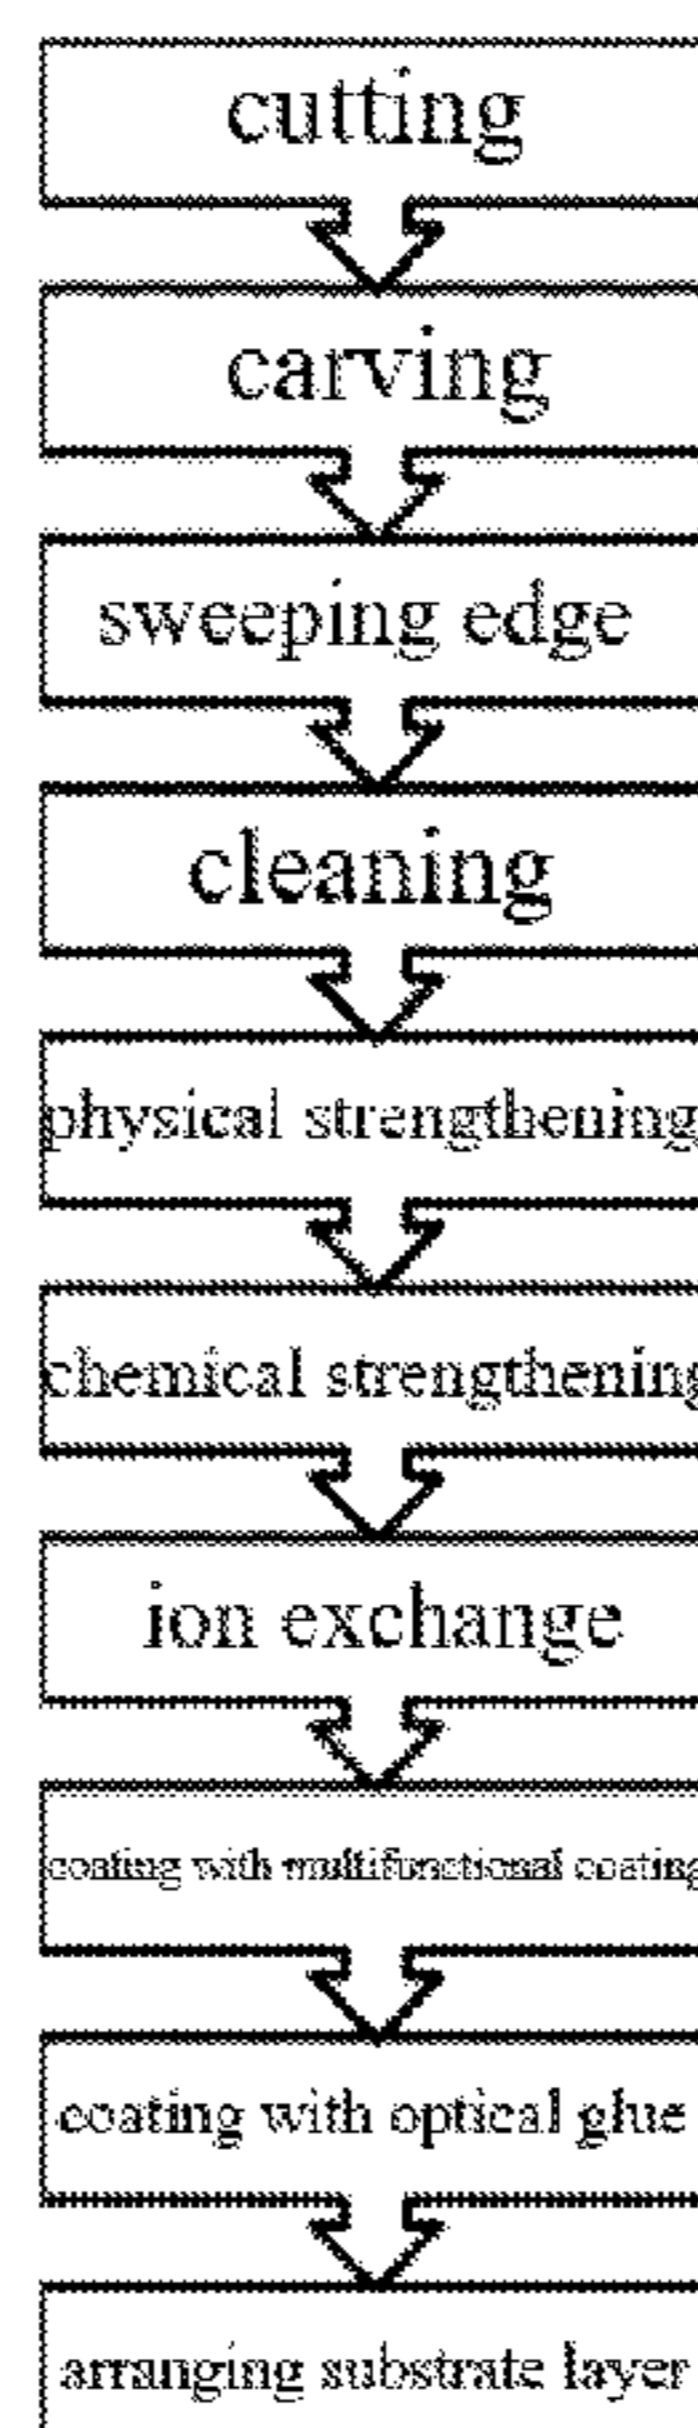 cutting
carving
sweeping edge
cleaning
physical strengthening
chemical strengthening
ion exchange
coating with multifunctional coating
coating with optical glue
arranging substrate layer